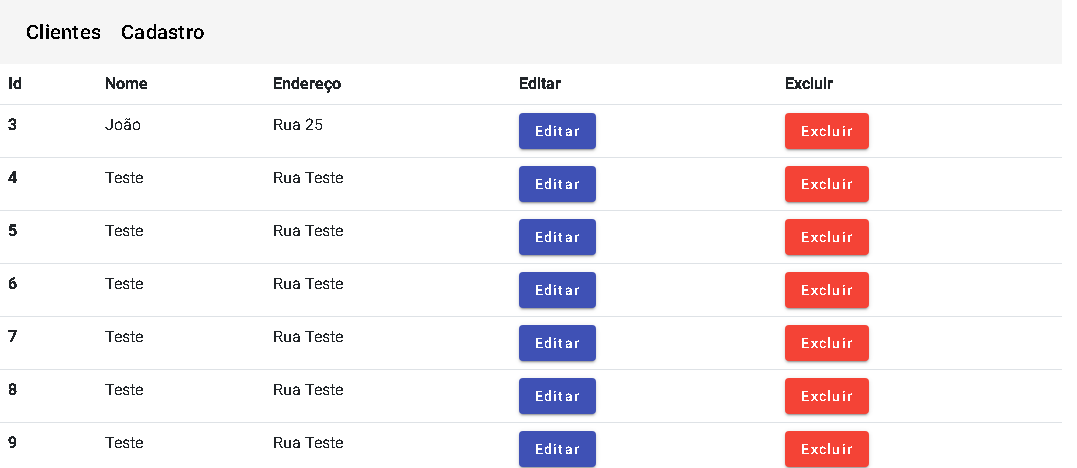 Clientes Cadastro
Id Nome Endereço Editar Excluir
3 João Rua 25 Editar Excluir
4 Teste Rua Teste Editar Excluir
5 Teste Rua Teste Editar Excluir
6 Teste Rua Teste Editar Excluir
7 Teste Rua Teste Editar Excluir
8 Teste Rua Teste Editar Excluir
9 Teste Rua Teste Editar Excluir